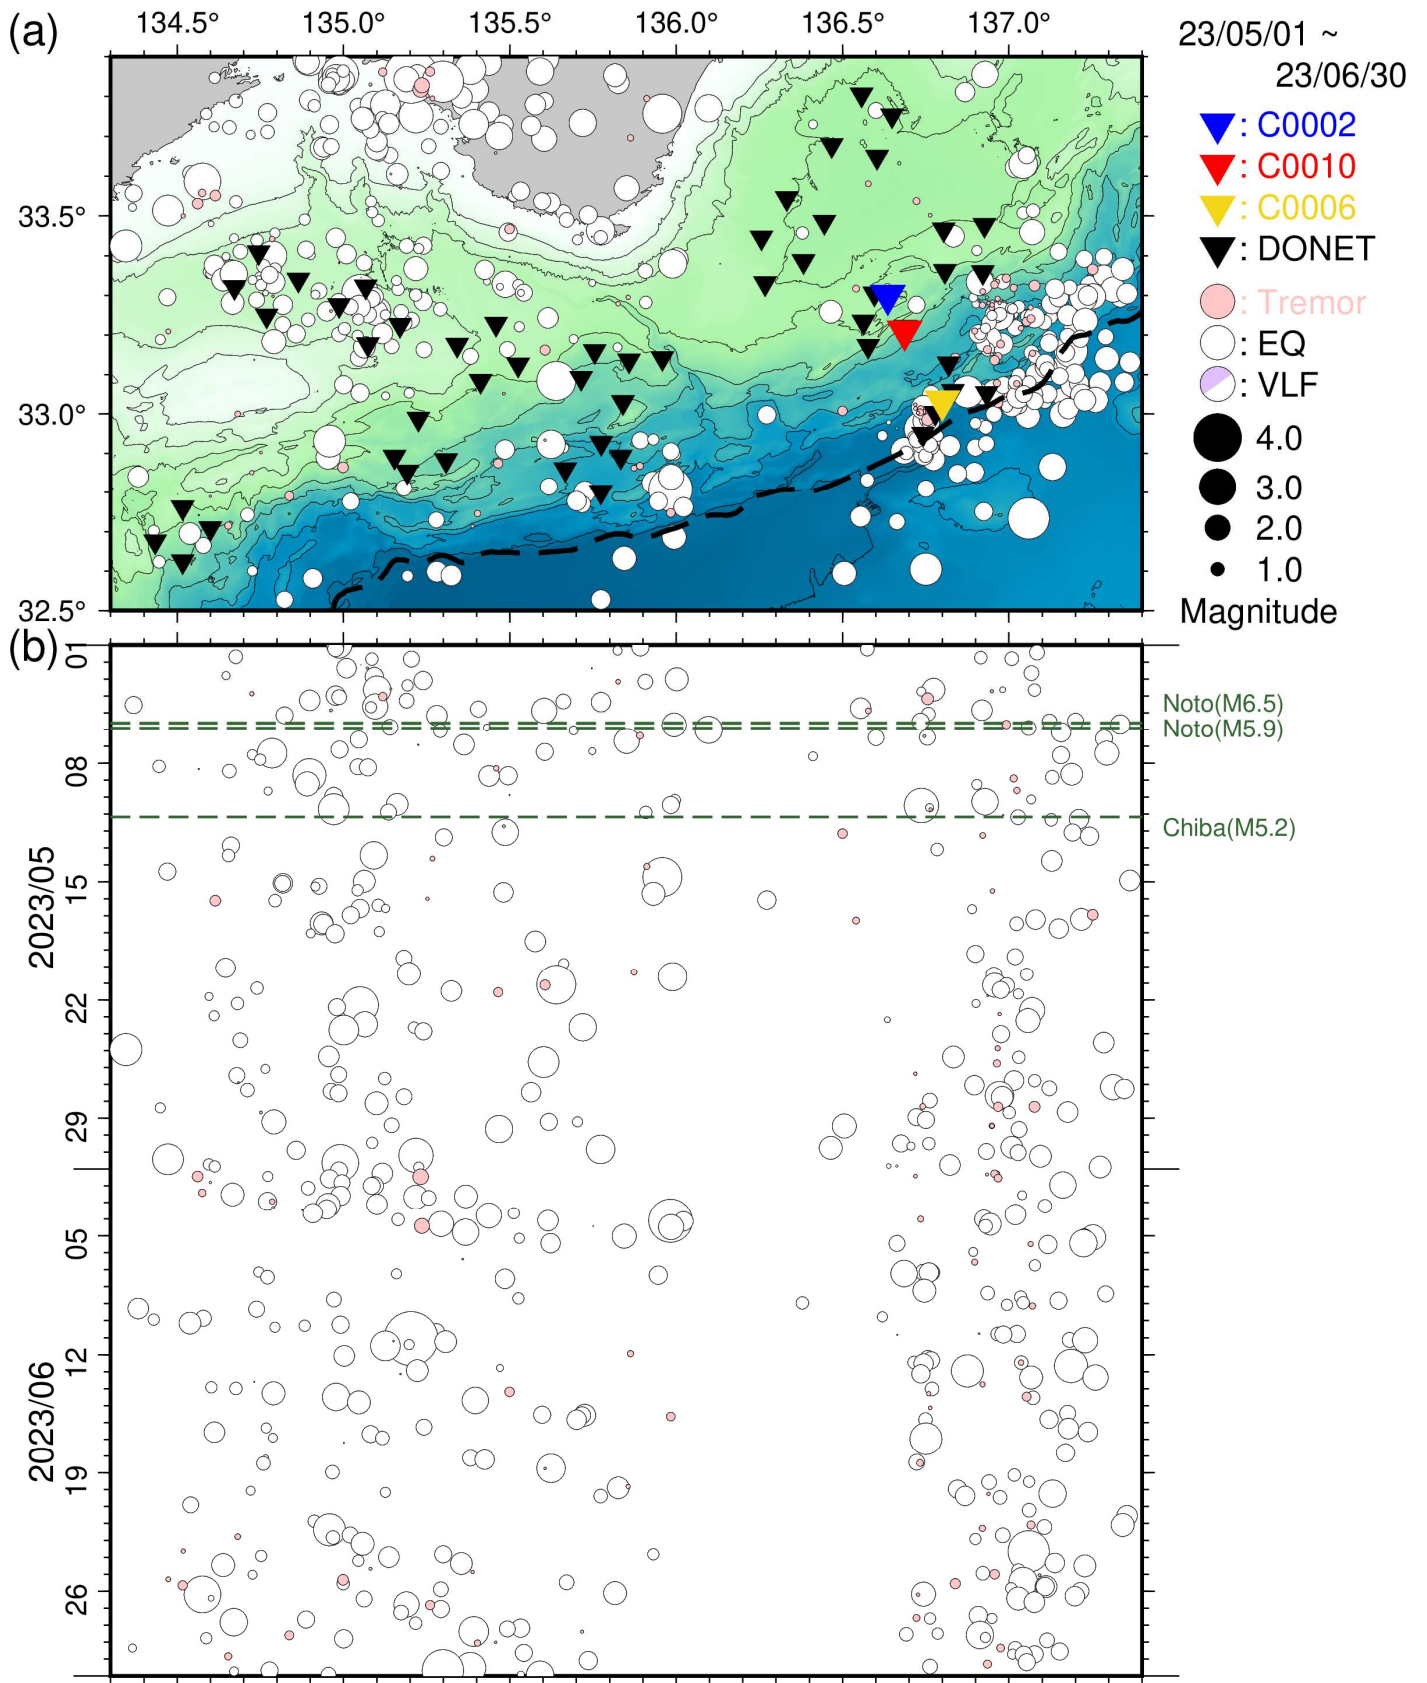 (a)
134.5° 135.0° 135.5° 136.0° 136.5° 137.0°
33.5°
33.0°
32.5°
23/05/01 ~
23/06/30
: C0002
: C0010
: C0006
: DONET
: Tremor
: EQ
: VLF
4.0
3.0
2.0
1.0
Magnitude
(b)
01
08
15
22
29
05
12
19
26
2023/05
2023/06
Noto(M6.5)
Noto(M5.9)
Chiba(M5.2)